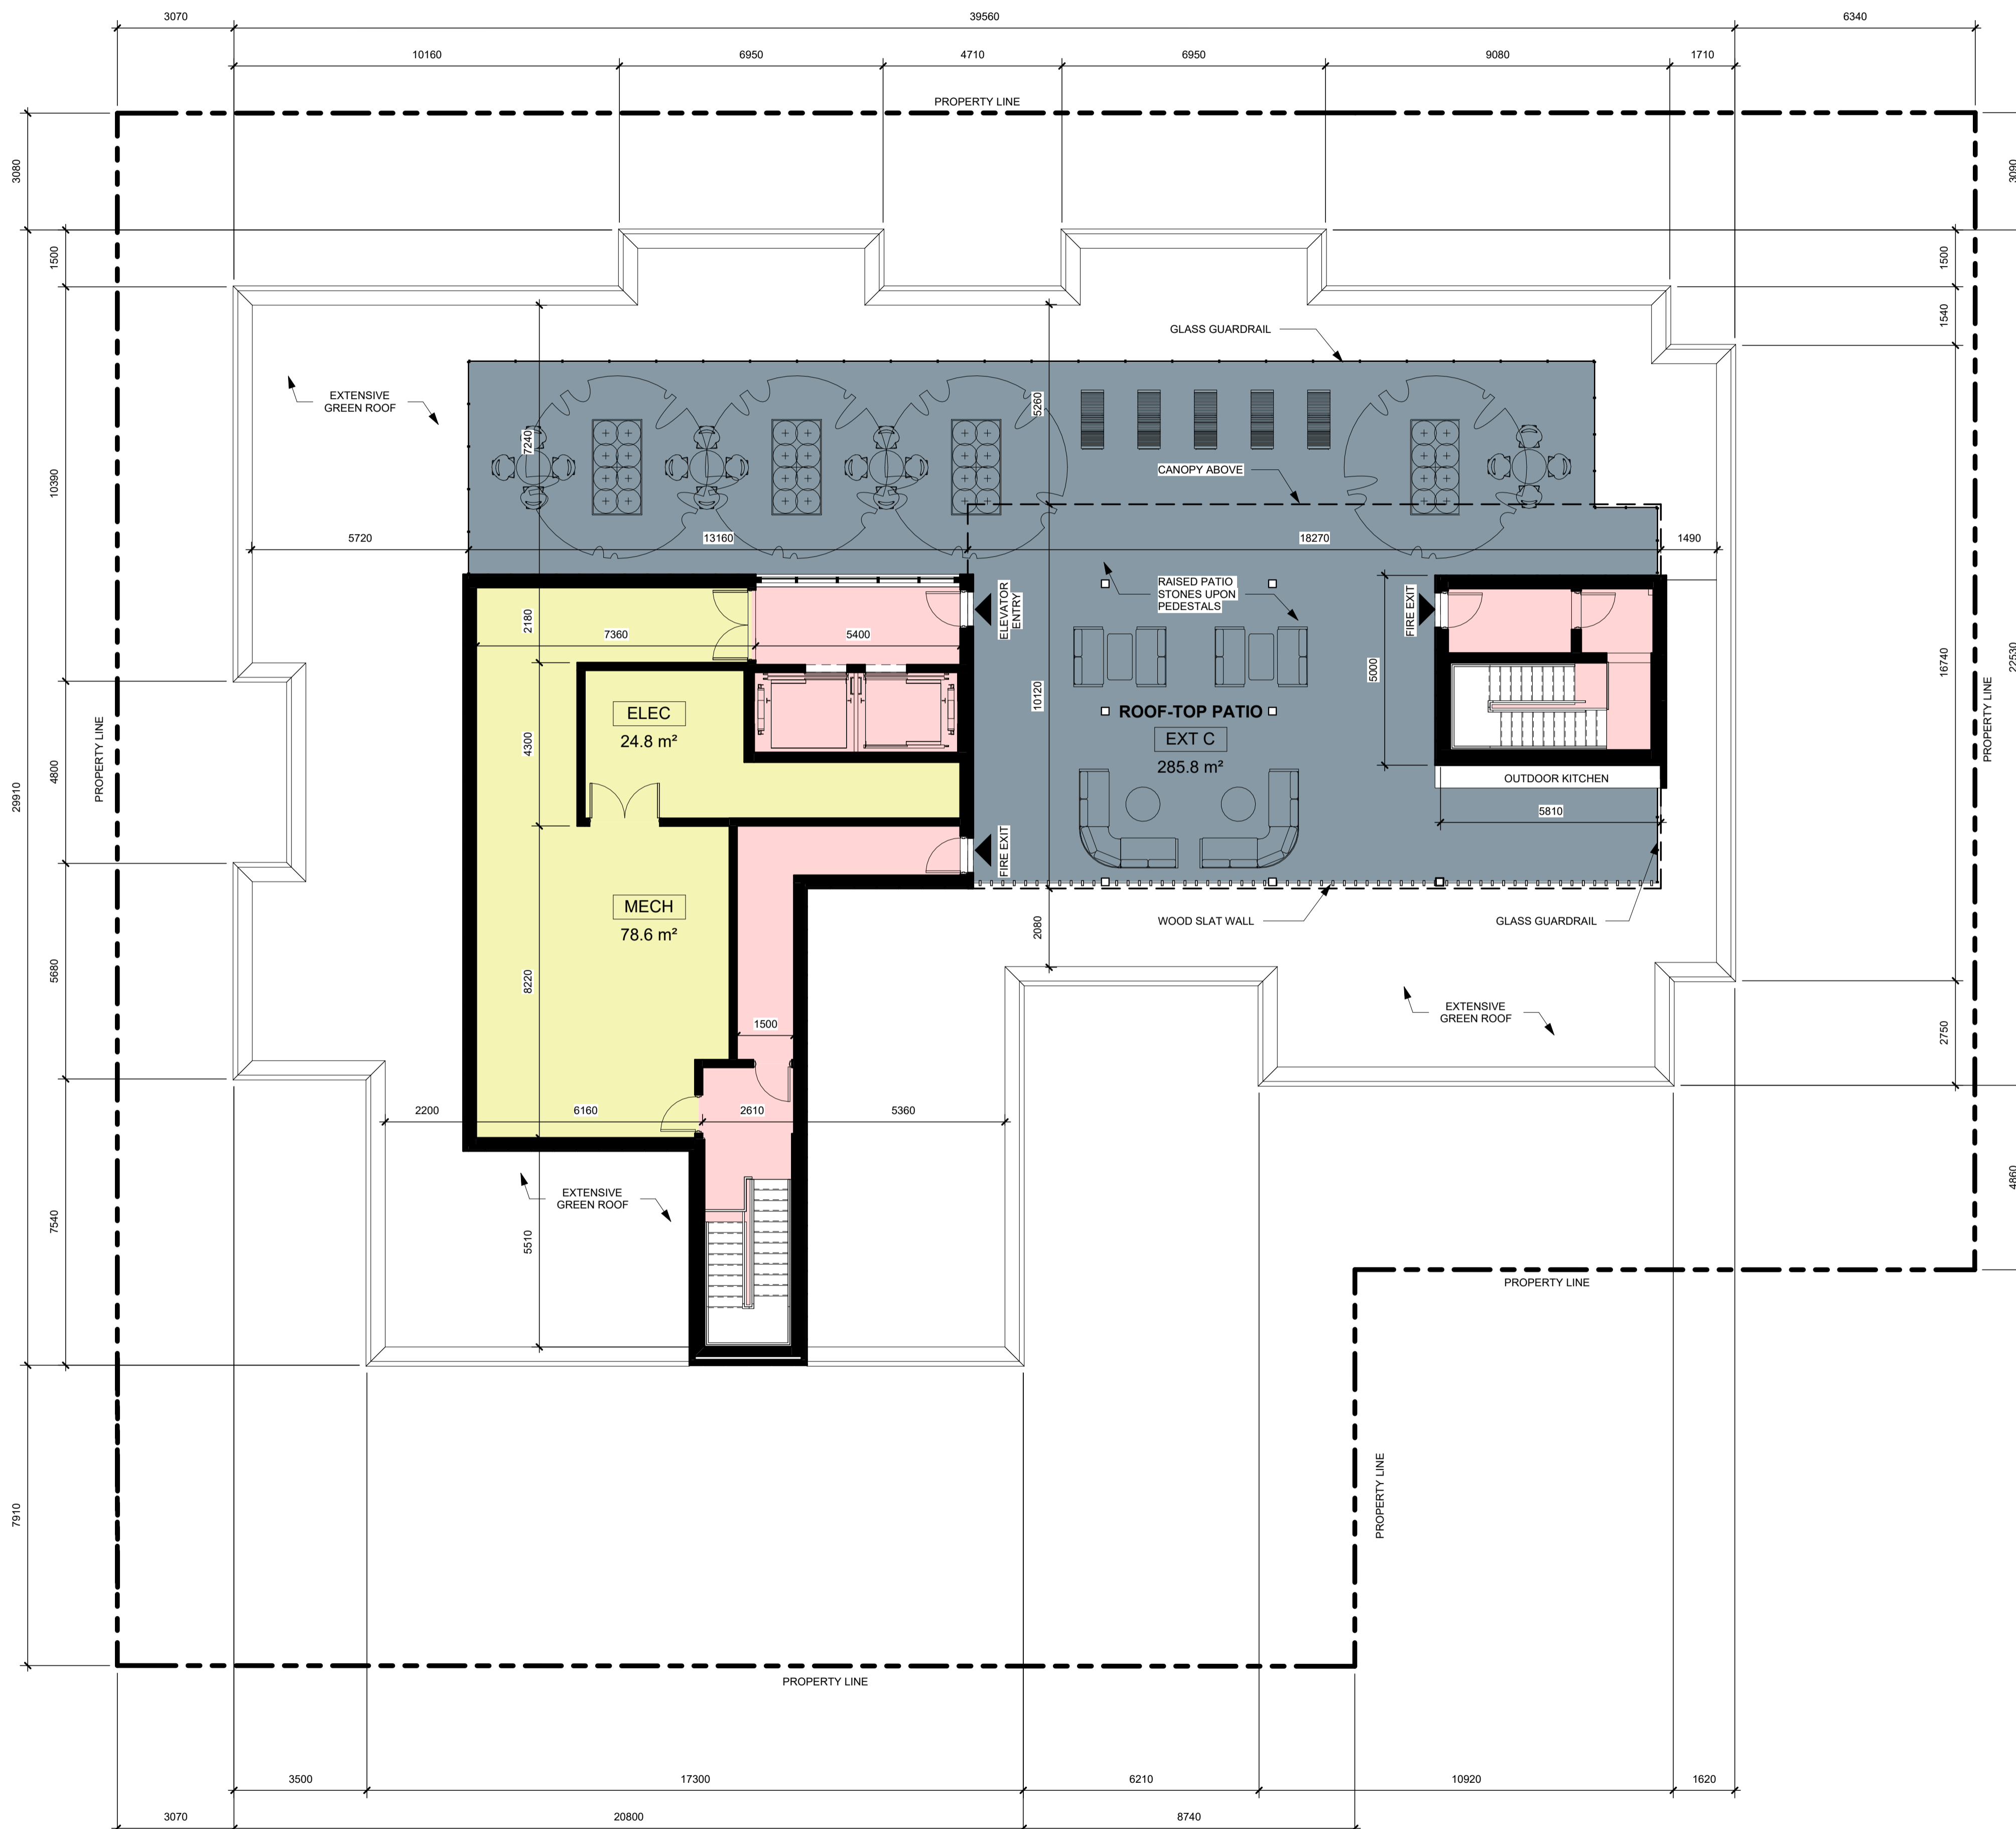 3070
39560
6340
10160
6950
4710
6950
9080
1710
PROPERTY LINE
3080
3090
1500
1500
1540
GLASS GUARDRAIL
EXTENSIVE
GREEN ROOF
5260
7240
10390
CANOPY ABOVE
5720
13160
18270
1490
RAISED PATIO
STONES UPON
PEDESTALS
ELEVATOR
ENTRY
FIRE EXIT
2180
7360
5400
5000
16740
22530
PROPERTY LINE
10120
ROOF-TOP PATIO
EXT C
285.8 m²
ELEC
24.8 m²
4300
4800
29910
PROPERTY LINE
OUTDOOR KITCHEN
5810
FIRE EXIT
MECH
78.6 m²
WOOD SLAT WALL
GLASS GUARDRAIL
2080
5680
8220
EXTENSIVE
GREEN ROOF
1500
2750
2200
6160
2610
5360
4860
EXTENSIVE
GREEN ROOF
7540
5510
PROPERTY LINE
7910
PROPERTY LINE
PROPERTY LINE
3500
17300
6210
10920
1620
3070
20800
8740